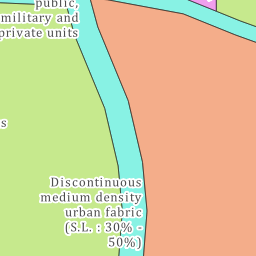 public,
military and
private units
s
Discontinuous
medium density
urban fabric
(S.L. : 30% -
50%)